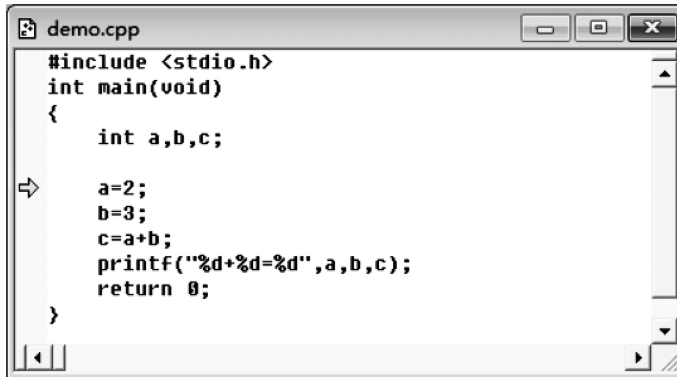 demo.cpp
#include <stdio.h>
int main(void)
{
    int a,b,c;

    a=2;
    b=3;
    c=a+b;
    printf("%d+%d=%d",a,b,c);
    return 0;
}